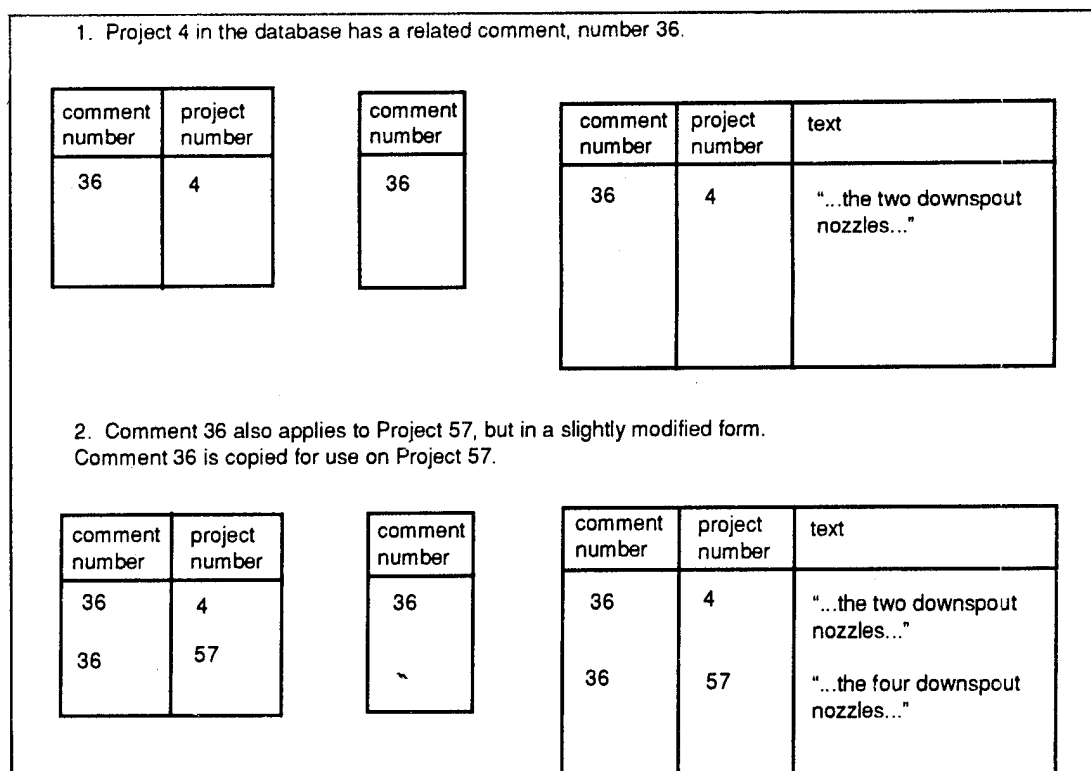 1. Project 4 in the database has a related comment, number 36.
comment number
project number
36
4
comment number
36
comment number
project number
text
36
4
“...the two downspout
nozzles...”
2. Comment 36 also applies to Project 57, but in a slightly modified form.
Comment 36 is copied for use on Project 57.
comment number
project number
36
4
36
57
comment number
36
comment number
project number
text
36
4
“...the two downspout
nozzles...”
36
57
“...the four downspout
nozzles...”